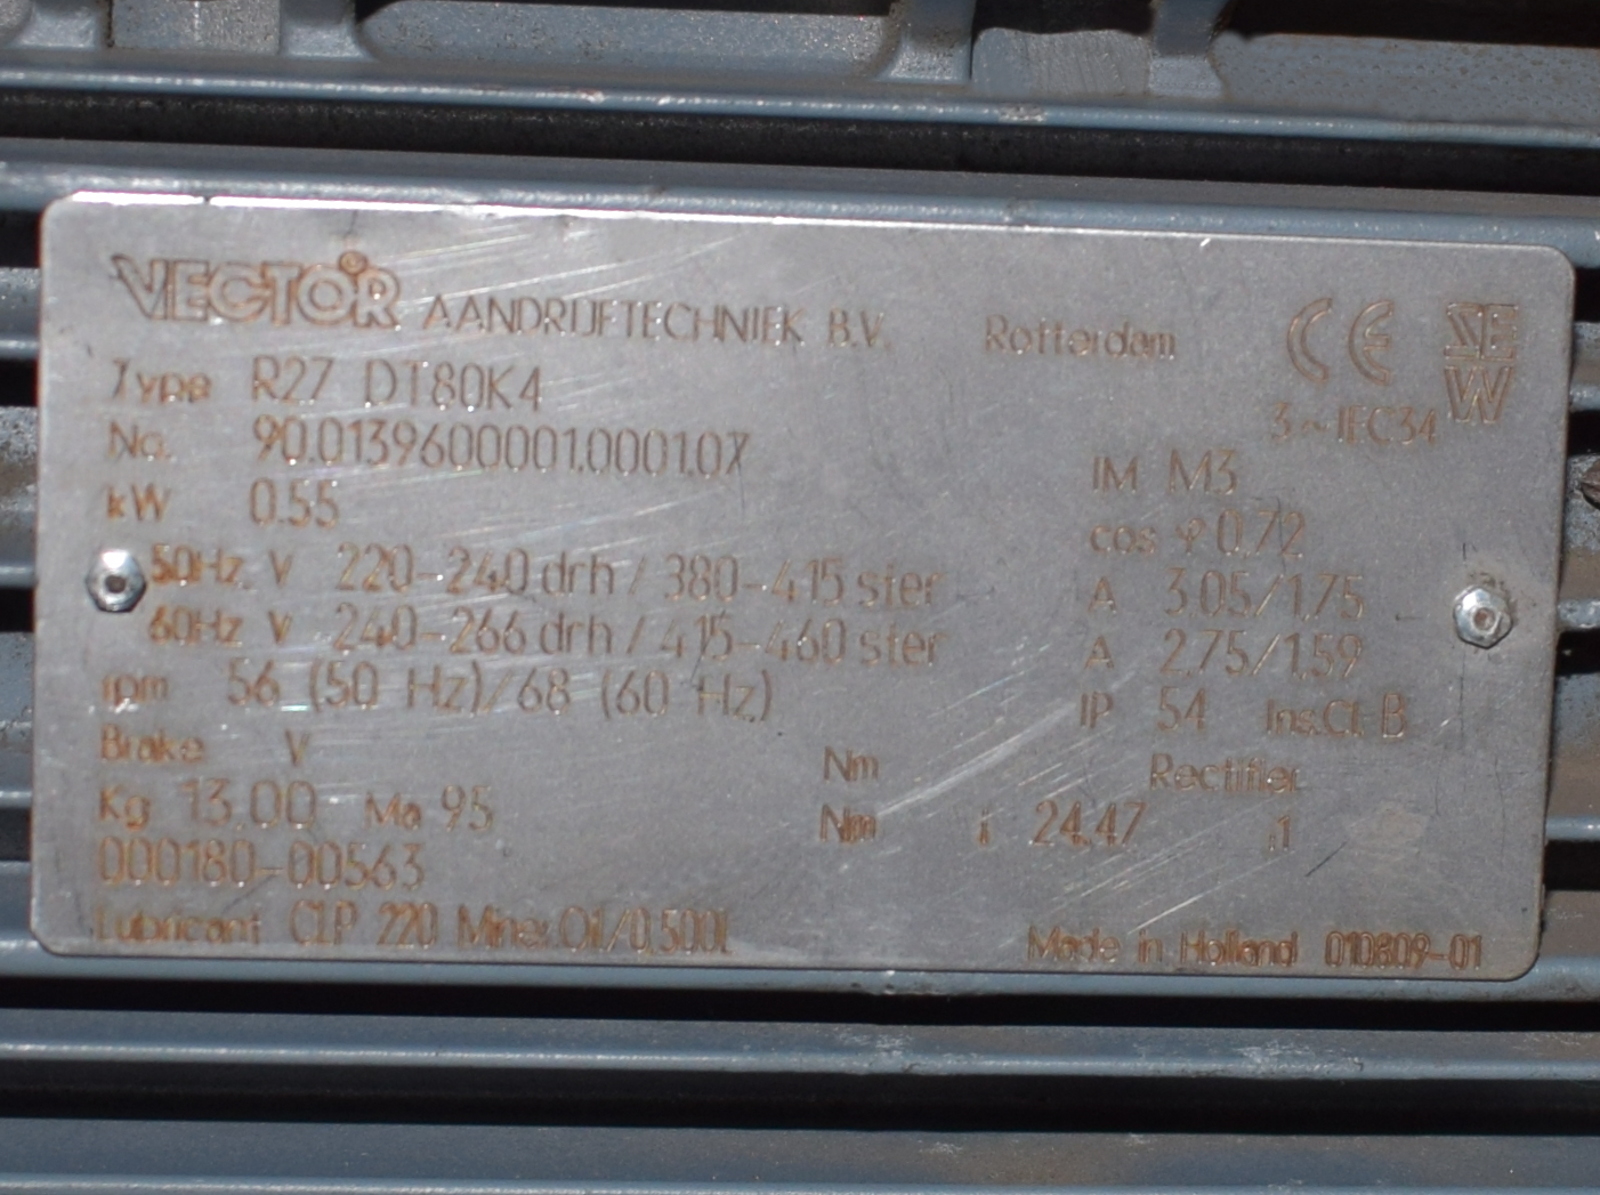 VECTOR® AANDRIJFTECHNIEK B.V. Rotterdam CE SEW
Type R27 DT80K4 3~IEC34
No. 90.0139600001.0001.07 IM M3
kW 0.55 cos φ 0.72
50Hz V 220-240 drh / 380-415 ster A 3.05/1.75
60Hz V 240-266 drh / 415-460 ster A 2.75/1.59
rpm 56 (50 Hz)/68 (60 Hz) IP 54 Ins.Cl. B
Brake V Nm Rectifier
Kg 13.00 Ma 95 Nm i 24.47 :1
000180-00563
Lubricant CLP 220 Miner.Oil/0,500L Made in Holland 010809-01